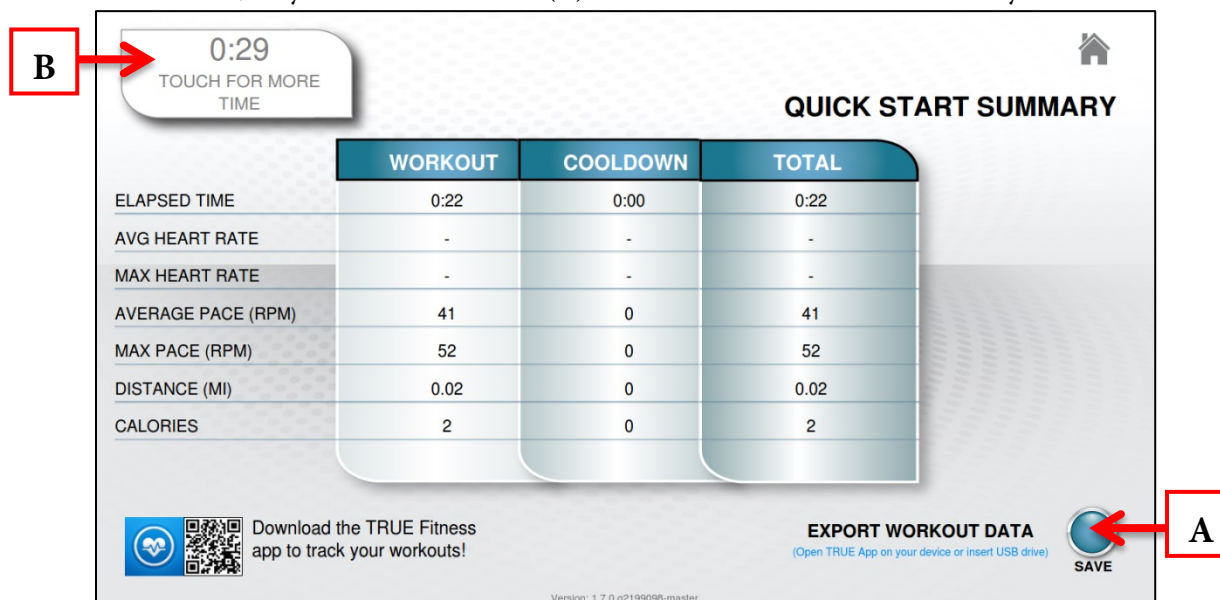 B
0:29
TOUCH FOR MORE
TIME
QUICK START SUMMARY
WORKOUT COOLDOWN TOTAL
ELAPSED TIME 0:22 0:00 0:22
AVG HEART RATE - - -
MAX HEART RATE - - -
AVERAGE PACE (RPM) 41 0 41
MAX PACE (RPM) 52 0 52
DISTANCE (MI) 0.02 0 0.02
CALORIES 2 0 2
Download the TRUE Fitness
app to track your workouts!
EXPORT WORKOUT DATA
(Open TRUE App on your device or insert USB drive)
SAVE
A